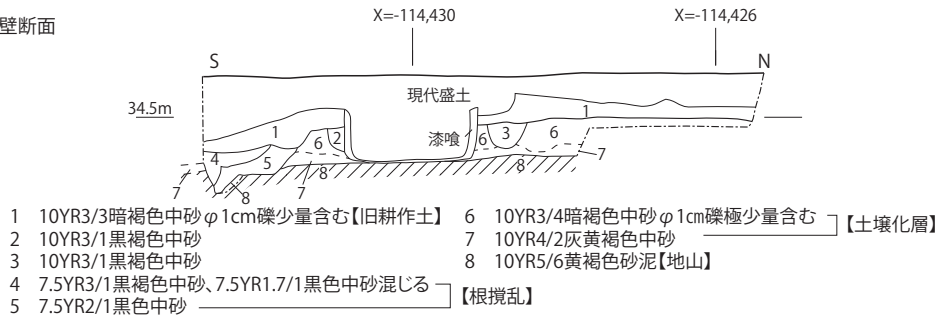 壁断面
X=-114,430
X=-114,426
S
N
現代盛土
34.5m
漆喰
1
1
6
2
6
3
6
4
5
7
7
8
7
8
8
1 10YR3/3暗褐色中砂φ1cm礫少量含む【旧耕作土】
2 10YR3/1黒褐色中砂
3 10YR3/1黒褐色中砂
4 7.5YR3/1黒褐色中砂、7.5YR1.7/1黒色中砂混じる
5 7.5YR2/1黒色中砂
【根撹乱】
6 10YR3/4暗褐色中砂φ1㎝礫極少量含む
7 10YR4/2灰黄褐色中砂
【土壌化層】
8 10YR5/6黄褐色砂泥【地山】